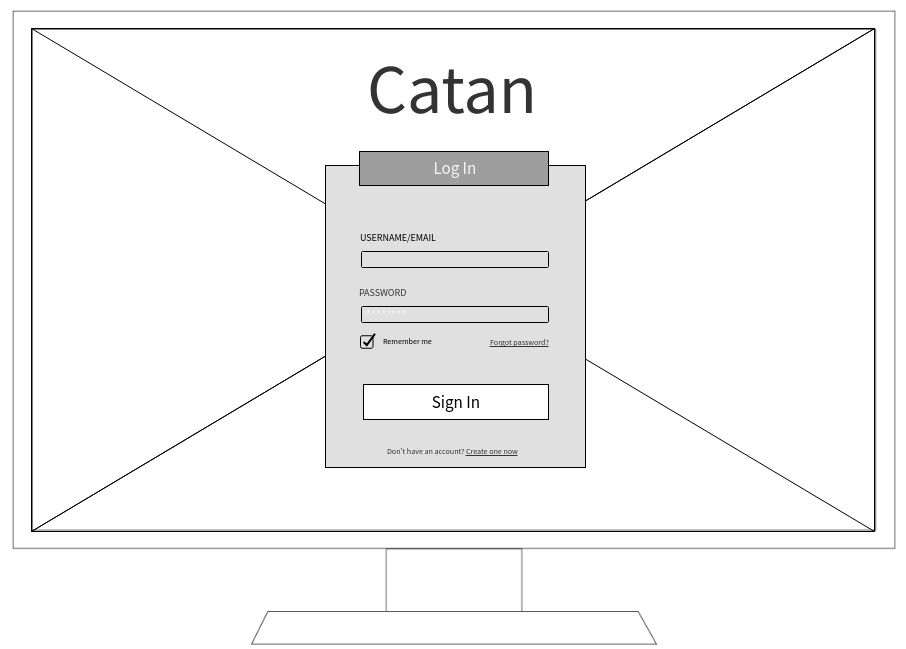 Catan
Log In
USERNAME/EMAIL
PASSWORD
********
Remember me
Forgot password?
Sign In
Don't have an account? Create one now